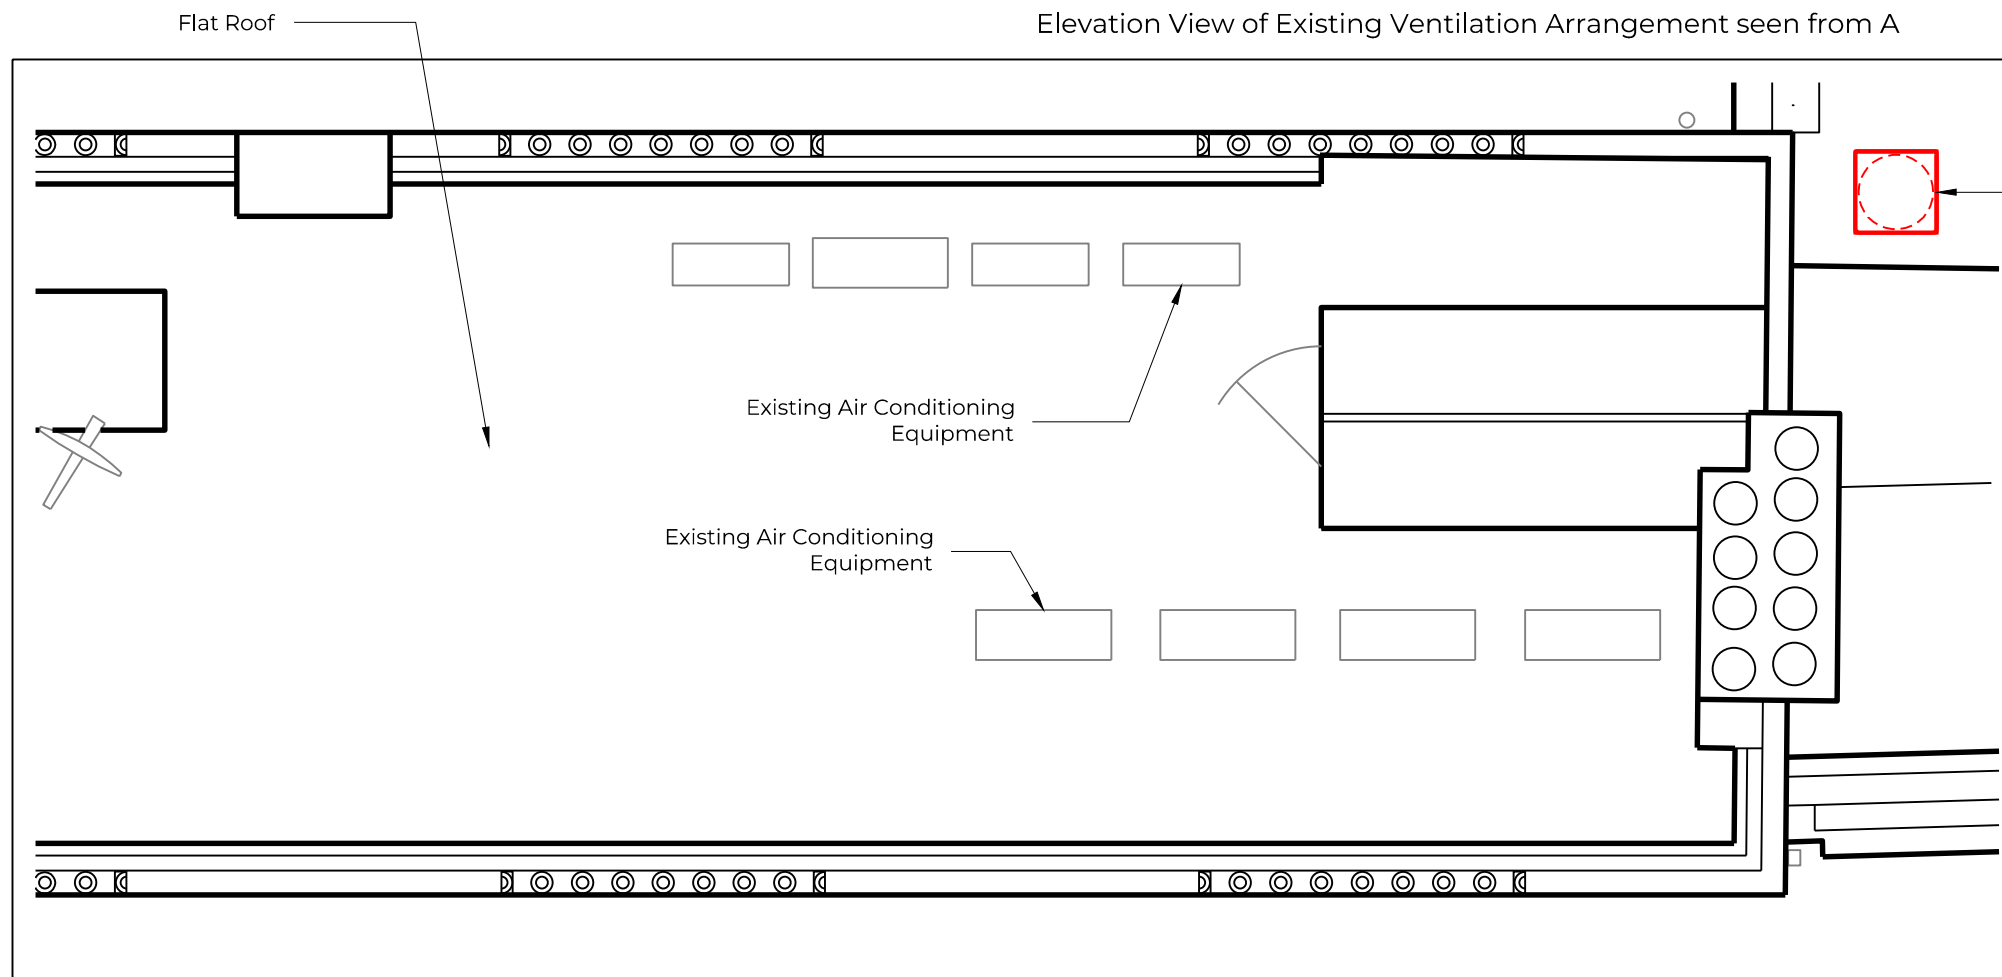 Flat Roof
Elevation View of Existing Ventilation Arrangement seen from A
Existing Air Conditioning
Equipment
Existing Air Conditioning
Equipment